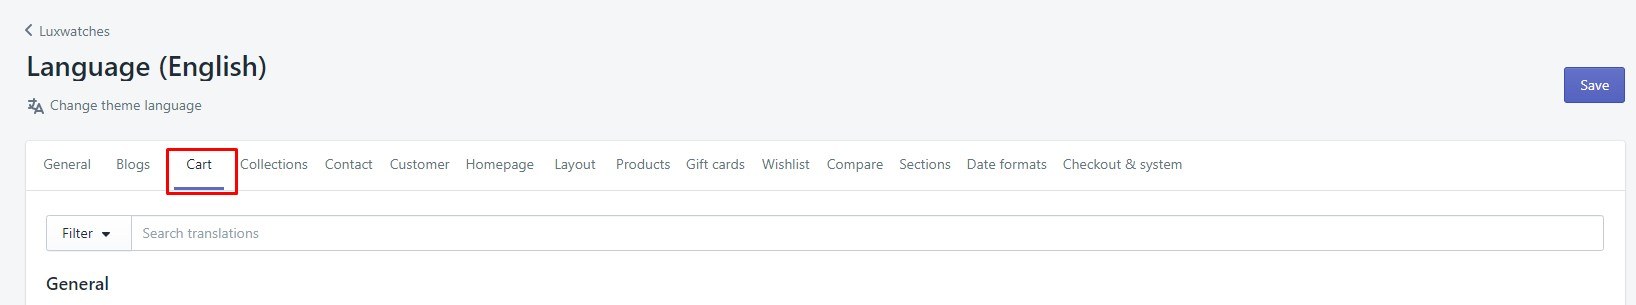 Luxwatches
Language (English)
Save
Change theme language
General Blogs Cart Collections Contact Customer Homepage Layout Products Gift cards Wishlist Compare Sections Date formats Checkout & system
Filter Search translations
General